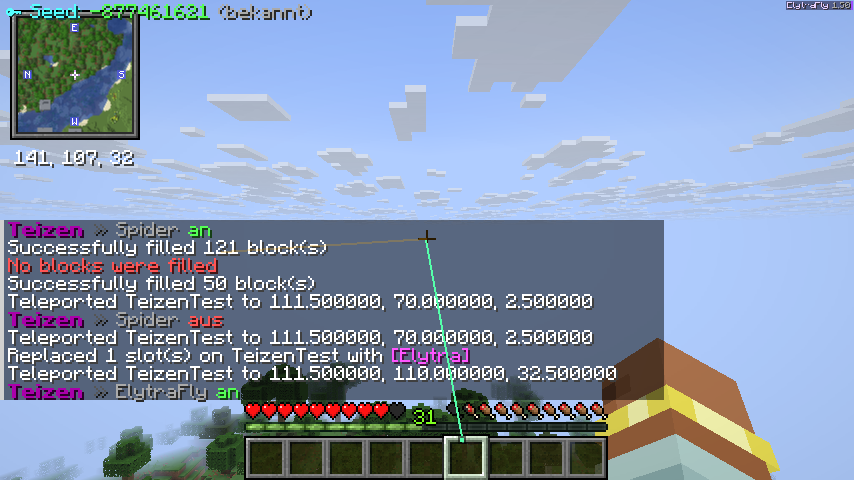 Seed: -877461621 (bekannt)
ElytraFly 1.50
E
N
S
W
141, 107, 32
Teizen » Spider an
Successfully filled 121 block(s)
No blocks were filled
Successfully filled 50 block(s)
Teleported TeizenTest to 111.500000, 70.000000, 2.500000
Teizen » Spider aus
Teleported TeizenTest to 111.500000, 70.000000, 2.500000
Replaced 1 slot(s) on TeizenTest with [Elytra]
Teleported TeizenTest to 111.500000, 110.000000, 32.500000
Teizen » ElytraFly an
31